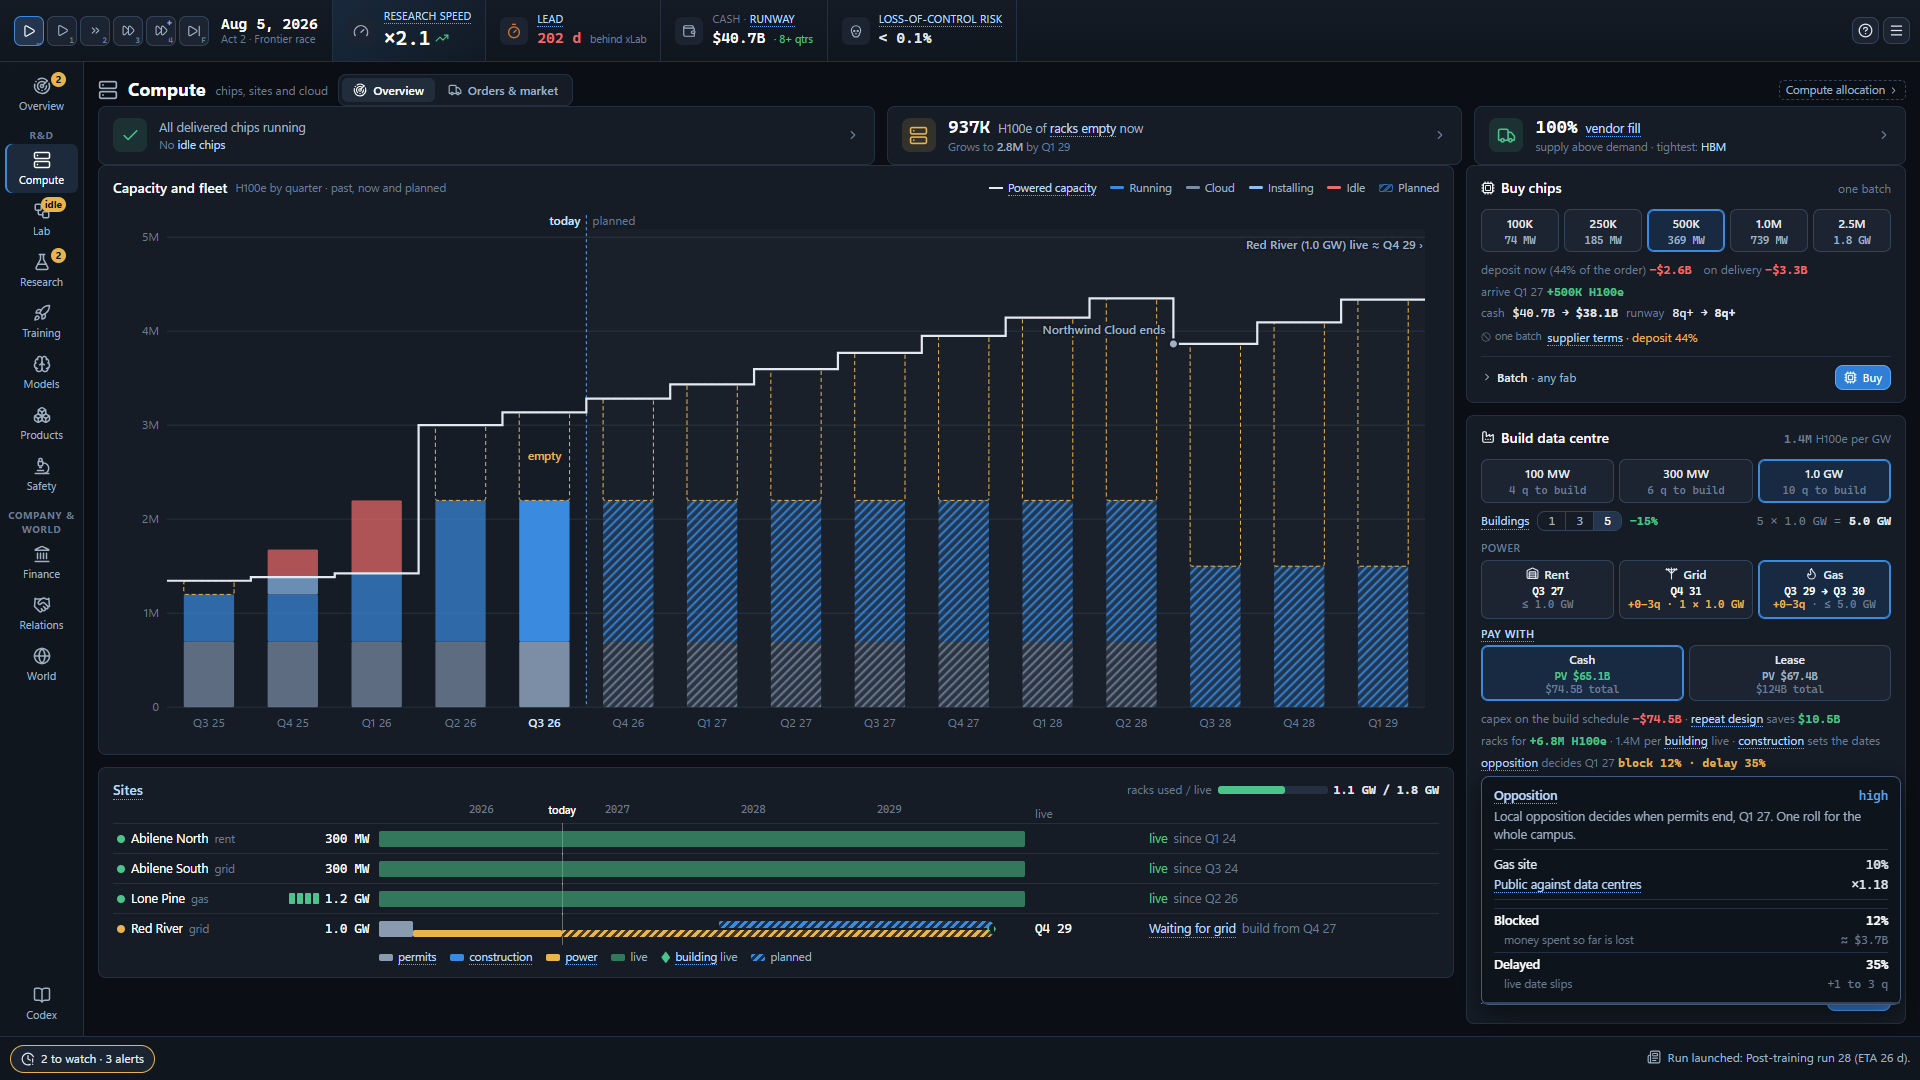 1
2
3
4
F
Aug 5, 2026
Act 2 · Frontier race
RESEARCH SPEED
×2.1
LEAD
202 d behind xLab
CASH · RUNWAY
$40.7B · 8+ qtrs
LOSS-OF-CONTROL RISK
< 0.1%
Overview
2
R&D
Compute
idle
Lab
2
Research
Training
Models
Products
Safety
COMPANY & WORLD
Finance
Relations
World
Codex
Compute chips, sites and cloud
Overview
Orders & market
Compute allocation ›
All delivered chips running
No idle chips
937K H100e of racks empty now
Grows to 2.8M by Q1 29
100% vendor fill
supply above demand · tightest: HBM
Capacity and fleet H100e by quarter · past, now and planned
Powered capacity Running Cloud Installing Idle Planned
today planned
Red River (1.0 GW) live ≈ Q4 29 ›
Northwind Cloud ends
empty
5M
4M
3M
2M
1M
0
Q3 25 Q4 25 Q1 26 Q2 26 Q3 26 Q4 26 Q1 27 Q2 27 Q3 27 Q4 27 Q1 28 Q2 28 Q3 28 Q4 28 Q1 29
Sites
racks used / live 1.1 GW / 1.8 GW
2026 today 2027 2028 2029 live
Abilene North rent 300 MW live since Q1 24
Abilene South grid 300 MW live since Q3 24
Lone Pine gas 1.2 GW live since Q2 26
Red River grid 1.0 GW Q4 29 Waiting for grid build from Q4 27
permits construction power live building live planned
Buy chips one batch
100K
74 MW
250K
185 MW
500K
369 MW
1.0M
739 MW
2.5M
1.8 GW
deposit now (44% of the order) −$2.6B on delivery −$3.3B
arrive Q1 27 +500K H100e
cash $40.7B → $38.1B runway 8q+ → 8q+
one batch supplier terms · deposit 44%
Batch · any fab
Buy
Build data centre 1.4M H100e per GW
100 MW
4 q to build
300 MW
6 q to build
1.0 GW
10 q to build
Buildings 1 3 5 −15% 5 × 1.0 GW = 5.0 GW
POWER
Rent
Q3 27
≤ 1.0 GW
Grid
Q4 31
+0–3q · 1 × 1.0 GW
Gas
Q3 29 → Q3 30
+0–3q · ≤ 5.0 GW
PAY WITH
Cash
PV $65.1B
$74.5B total
Lease
PV $67.4B
$124B total
capex on the build schedule −$74.5B · repeat design saves $10.5B
racks for +6.8M H100e · 1.4M per building live · construction sets the dates
opposition decides Q1 27 block 12% · delay 35%
Opposition high
Local opposition decides when permits end, Q1 27. One roll for the
whole campus.
Gas site 10%
Public against data centres ×1.18
Blocked 12%
money spent so far is lost ≈ $3.7B
Delayed 35%
live date slips +1 to 3 q
2 to watch · 3 alerts
Run launched: Post-training run 28 (ETA 26 d).